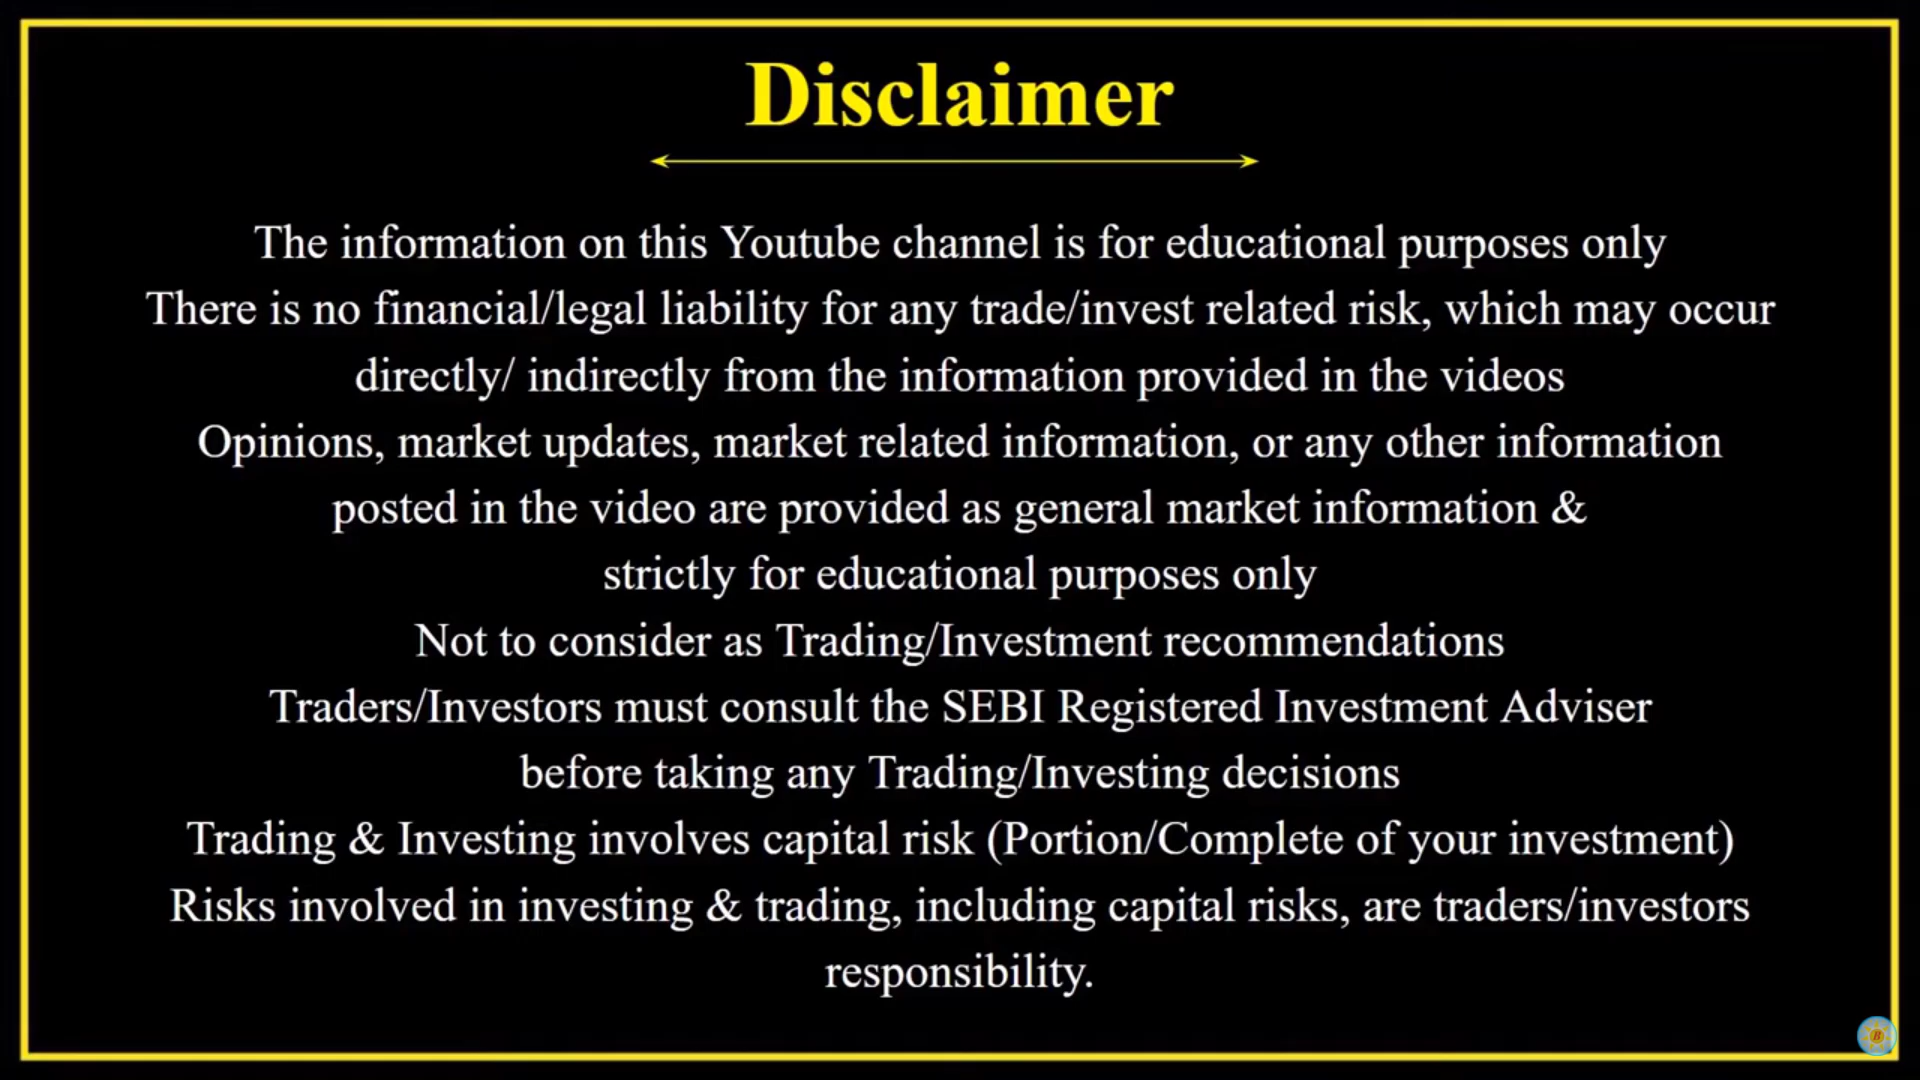 Disclaimer
The information on this Youtube channel is for educational purposes only
There is no financial/legal liability for any trade/invest related risk, which may occur
directly/ indirectly from the information provided in the videos
Opinions, market updates, market related information, or any other information
posted in the video are provided as general market information &
strictly for educational purposes only
Not to consider as Trading/Investment recommendations
Traders/Investors must consult the SEBI Registered Investment Adviser
before taking any Trading/Investing decisions
Trading & Investing involves capital risk (Portion/Complete of your investment)
Risks involved in investing & trading, including capital risks, are traders/investors
responsibility.